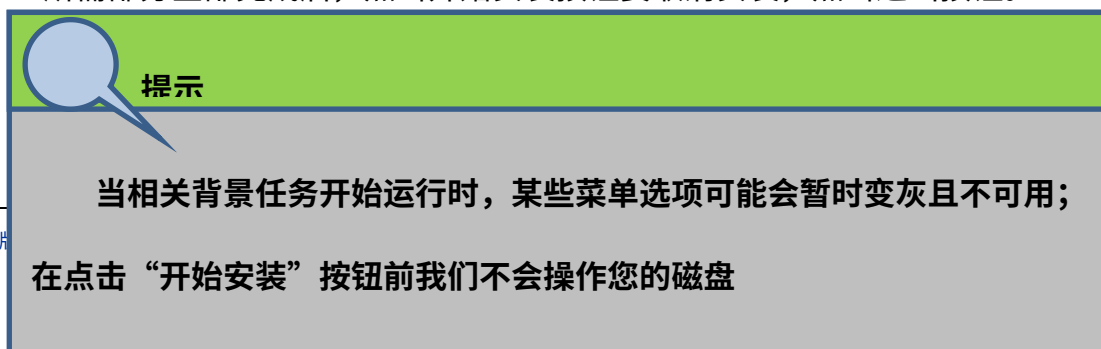 提示
当相关背景任务开始运行时，某些菜单选项可能会暂时变灰且不可用；
在点击“开始安装”按钮前我们不会操作您的磁盘